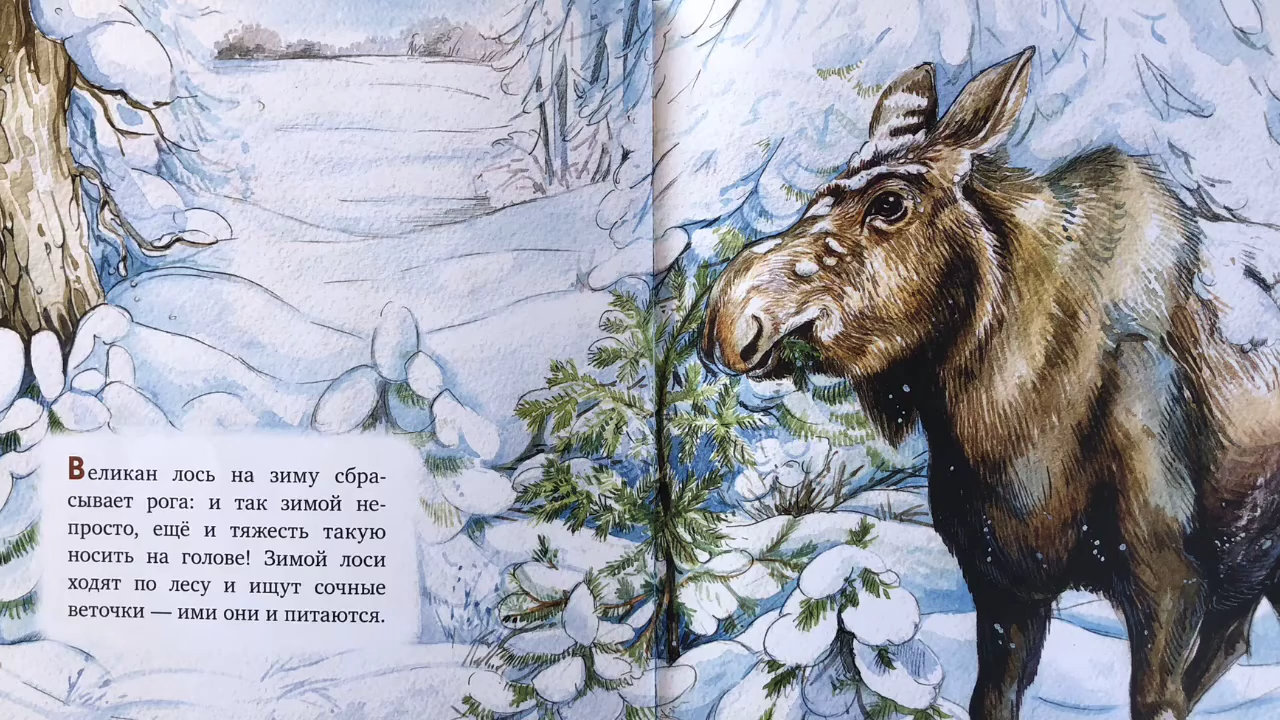 Великан лось на зиму сбра-
сывает рога: и так зимой не-
просто, ещё и тяжесть такую
носить на голове! Зимой лоси
ходят по лесу и ищут сочные
веточки — ими они и питаются.